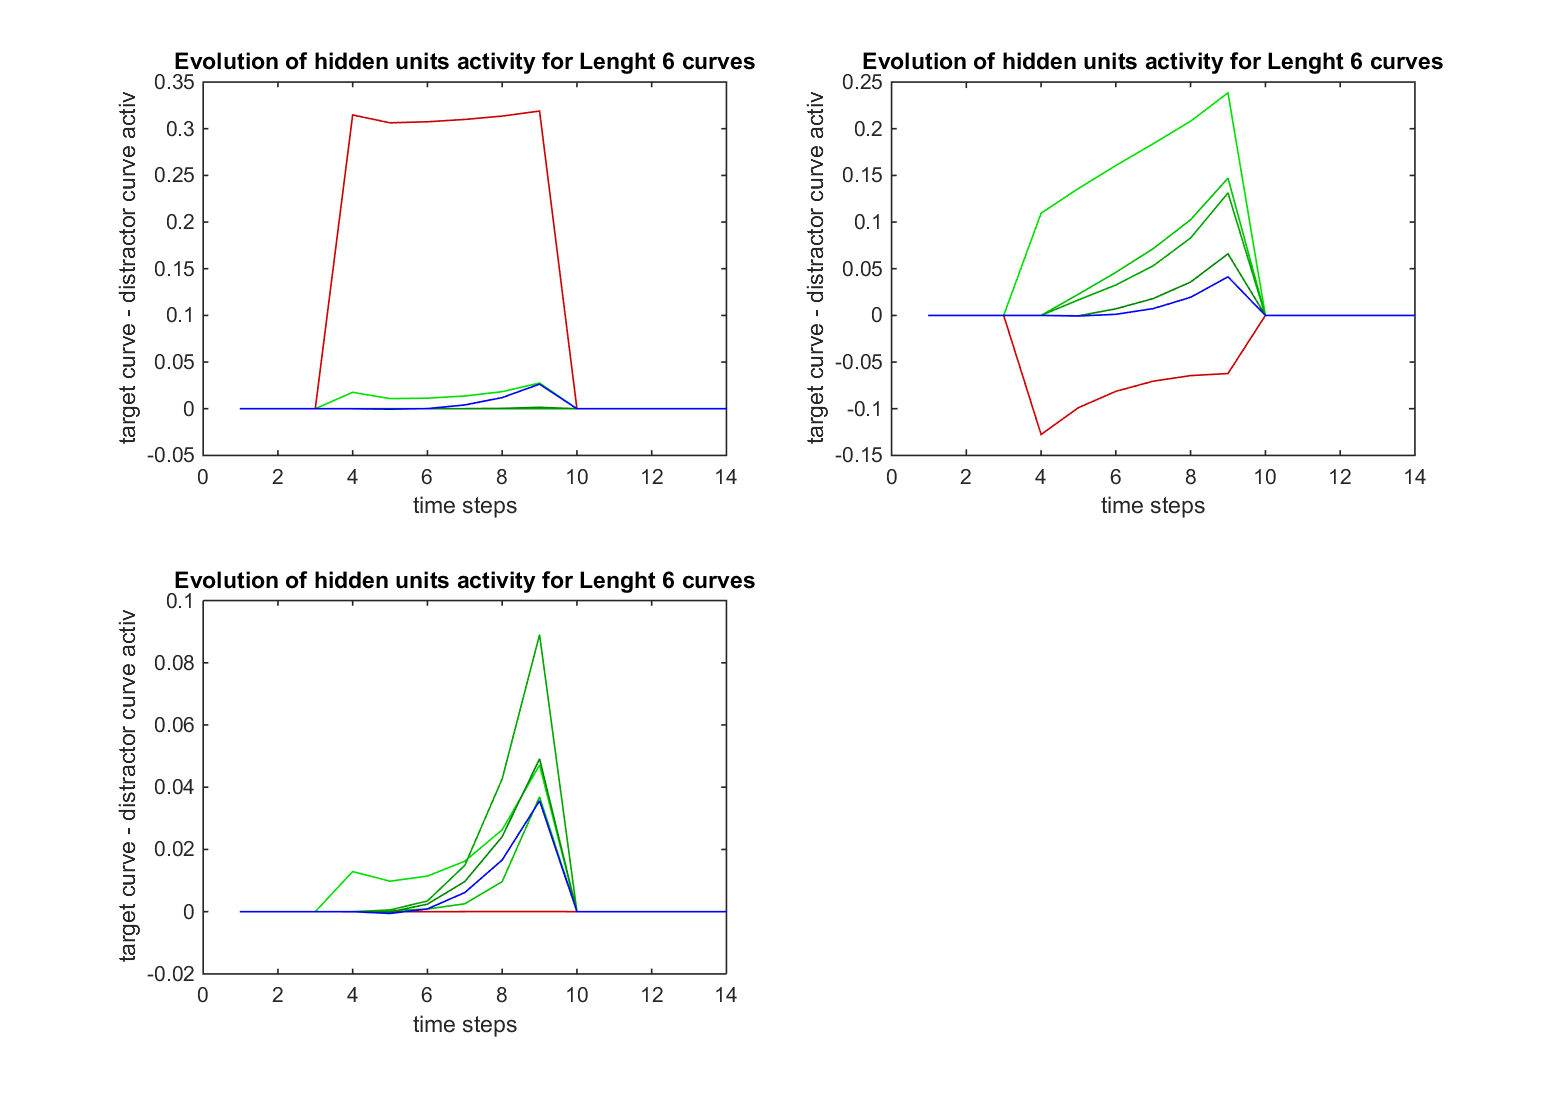 Evolution of hidden units activity for Lenght 6 curves
target curve - distractor curve activ
0.35
0.3
0.25
0.2
0.15
0.1
0.05
0
-0.05
0 2 4 6 8 10 12 14
time steps
Evolution of hidden units activity for Lenght 6 curves
target curve - distractor curve activ
0.25
0.2
0.15
0.1
0.05
0
-0.05
-0.1
-0.15
0 2 4 6 8 10 12 14
time steps
Evolution of hidden units activity for Lenght 6 curves
target curve - distractor curve activ
0.1
0.08
0.06
0.04
0.02
0
-0.02
0 2 4 6 8 10 12 14
time steps